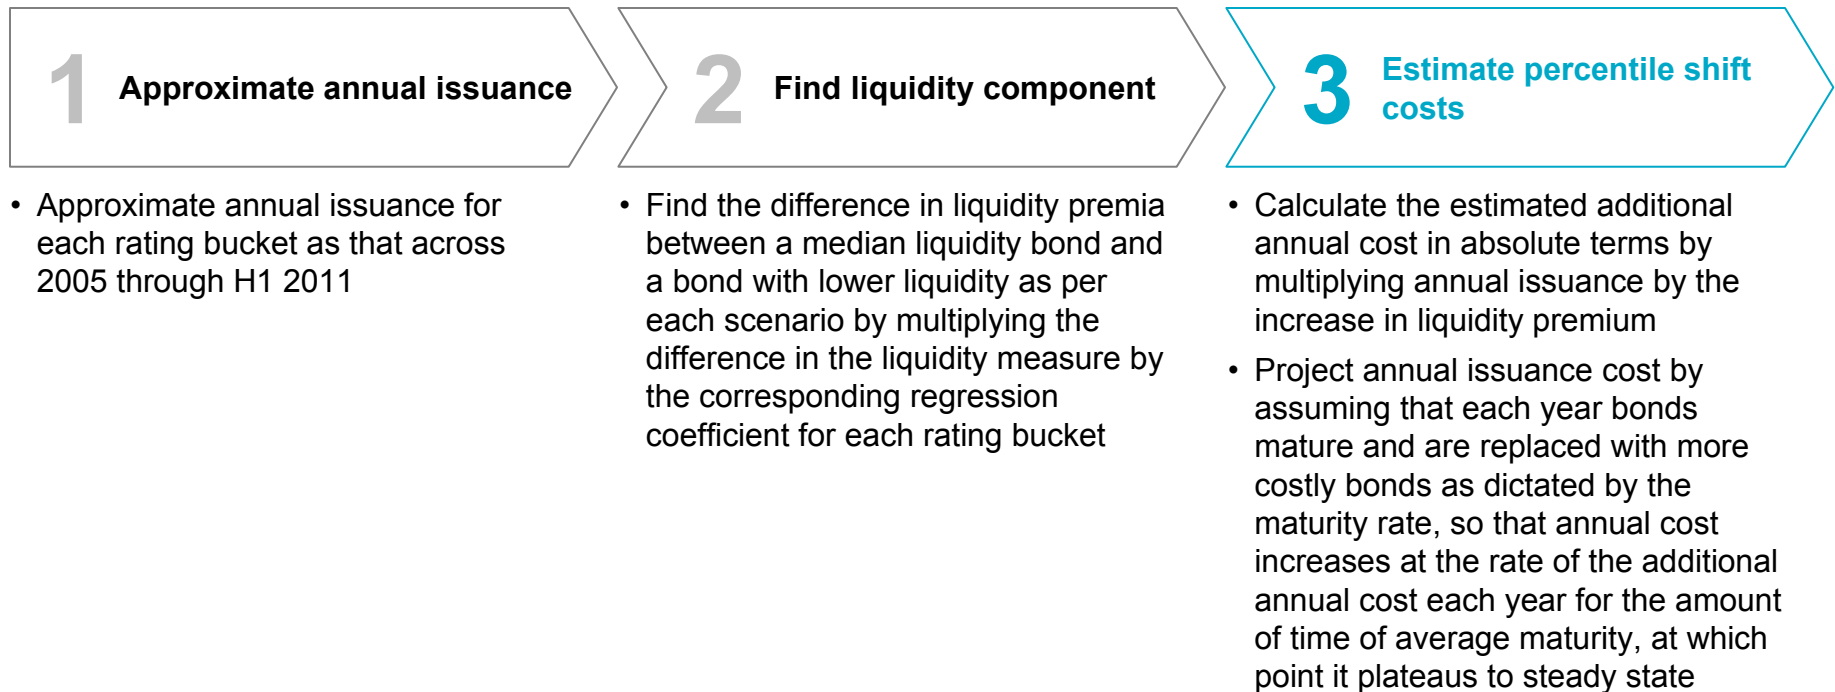 1 Approximate annual issuance
• Approximate annual issuance for
each rating bucket as that across
2005 through H1 2011
2 Find liquidity component
• Find the difference in liquidity premia
between a median liquidity bond and
a bond with lower liquidity as per
each scenario by multiplying the
difference in the liquidity measure by
the corresponding regression
coefficient for each rating bucket
3 Estimate percentile shift
costs
• Calculate the estimated additional
annual cost in absolute terms by
multiplying annual issuance by the
increase in liquidity premium
• Project annual issuance cost by
assuming that each year bonds
mature and are replaced with more
costly bonds as dictated by the
maturity rate, so that annual cost
increases at the rate of the additional
annual cost each year for the amount
of time of average maturity, at which
point it plateaus to steady state